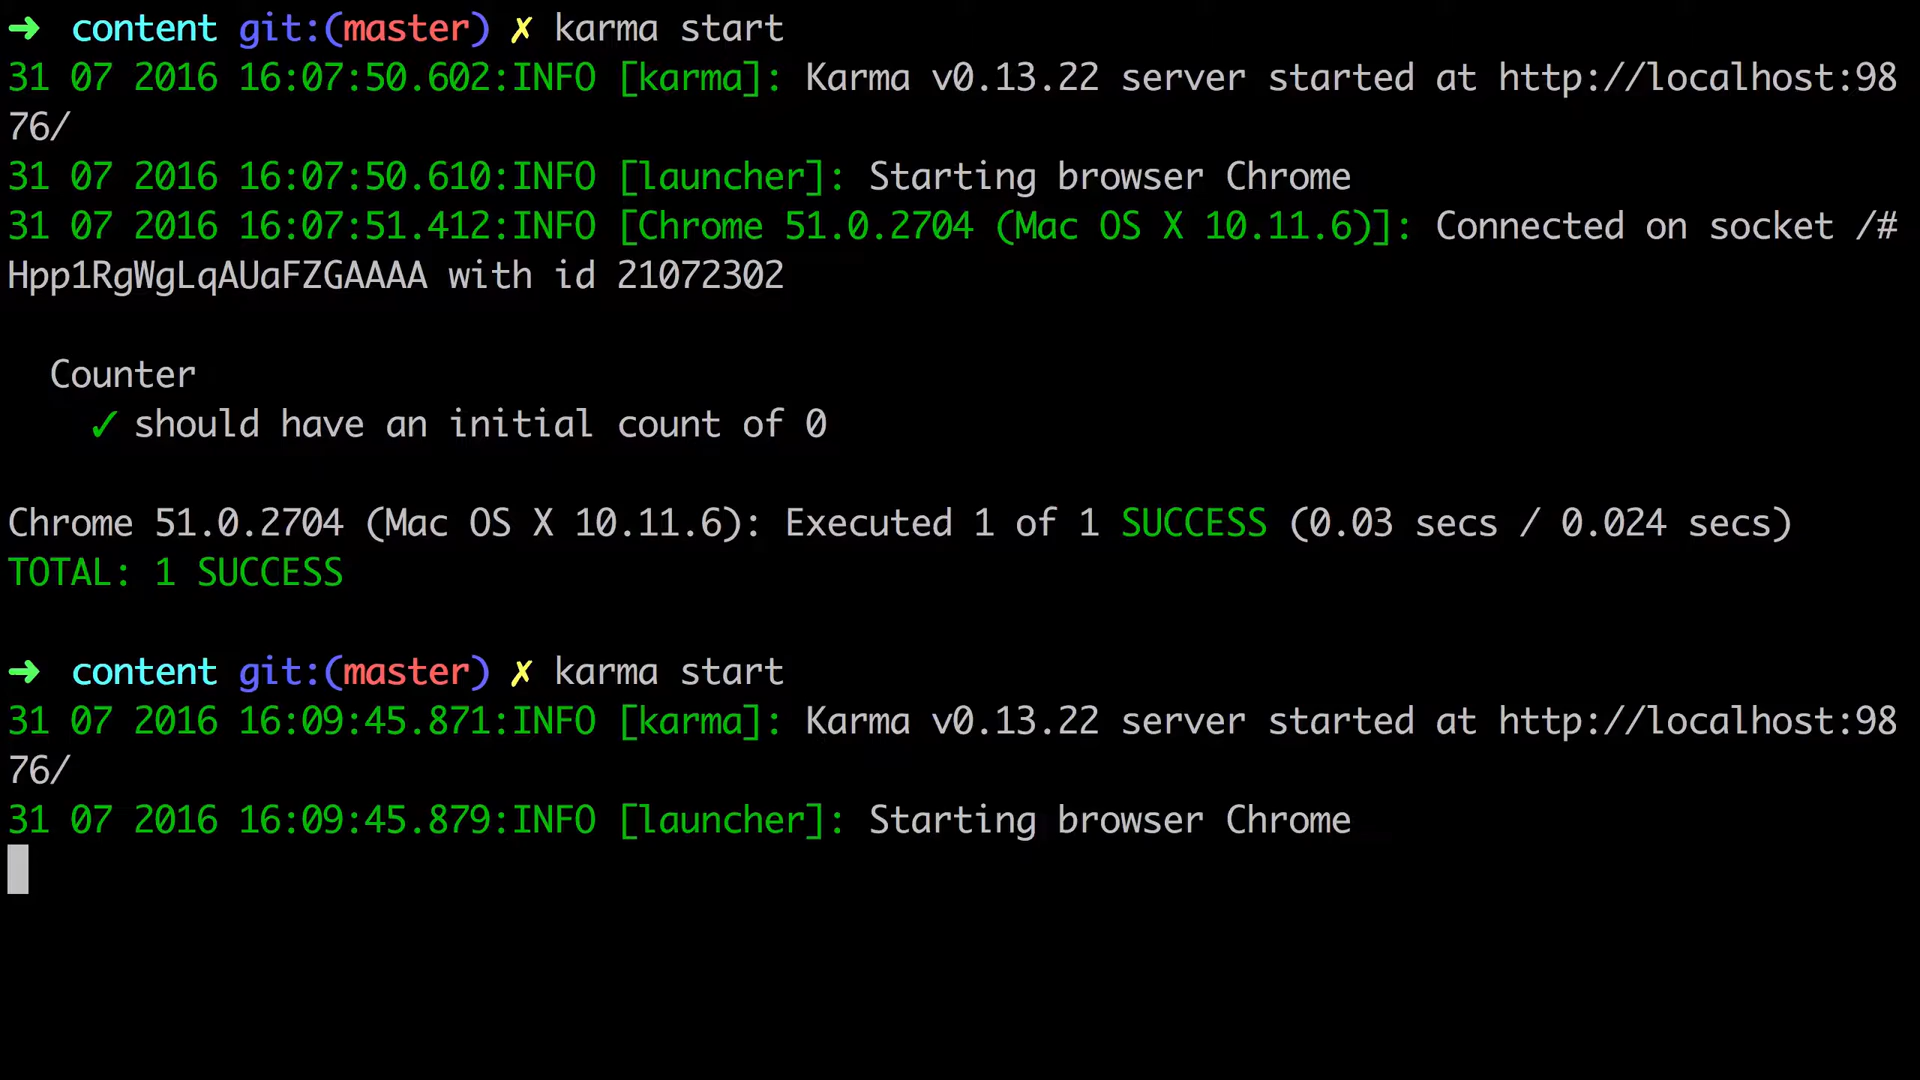 ➜  content git:(master) ✗ karma start
31 07 2016 16:07:50.602:INFO [karma]: Karma v0.13.22 server started at http://localhost:98
76/
31 07 2016 16:07:50.610:INFO [launcher]: Starting browser Chrome
31 07 2016 16:07:51.412:INFO [Chrome 51.0.2704 (Mac OS X 10.11.6)]: Connected on socket /#
Hpp1RgWgLqAUaFZGAAAA with id 21072302
Counter
✓ should have an initial count of 0
Chrome 51.0.2704 (Mac OS X 10.11.6): Executed 1 of 1 SUCCESS (0.03 secs / 0.024 secs)
TOTAL: 1 SUCCESS
➜  content git:(master) ✗ karma start
31 07 2016 16:09:45.871:INFO [karma]: Karma v0.13.22 server started at http://localhost:98
76/
31 07 2016 16:09:45.879:INFO [launcher]: Starting browser Chrome